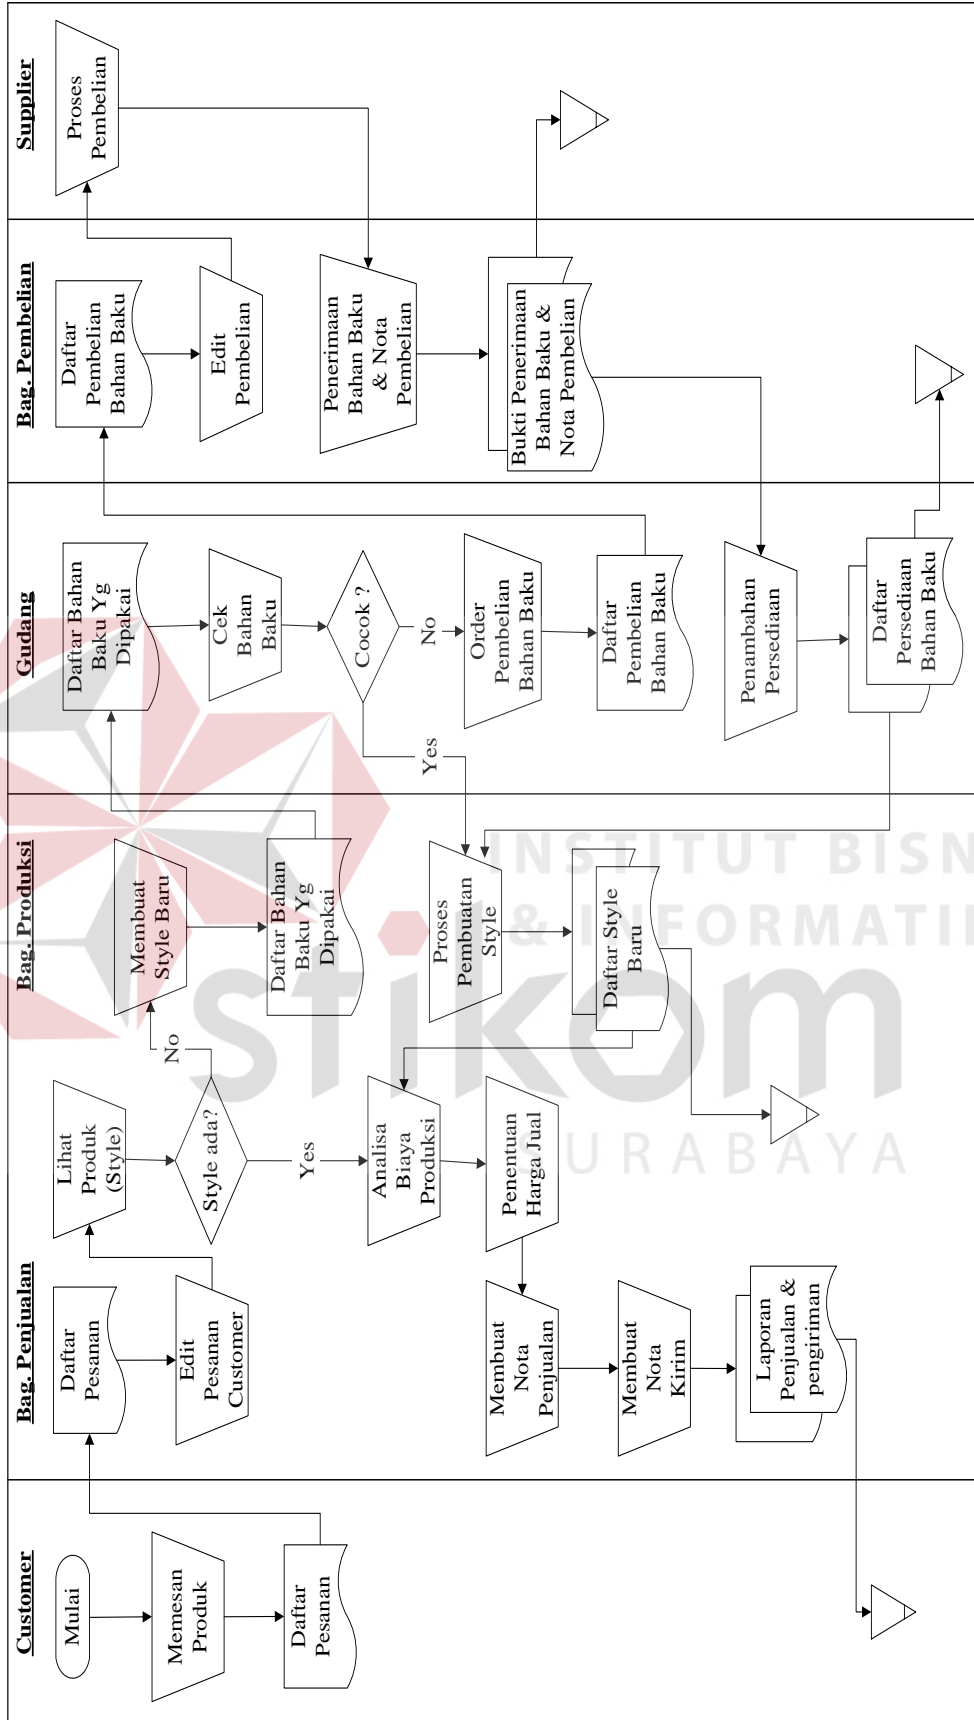 Customer
Mulai
Memesan
Produk
Daftar
Pesanan
Bag. Penjualan
Daftar
Pesanan
Edit
Pesanan
Customer
Lihat
Produk
(Style)
Style ada?
No
Yes
Analisa
Biaya
Produksi
Penentuan
Harga Jual
Membuat
Nota
Penjualan
Membuat
Nota
Kirim
Laporan
Penjualan &
pengiriman
Bag. Produksi
Membuat
Style Baru
Daftar Bahan
Baku Yg
Dipakai
Proses
Pembuatan
Style
Daftar Style
Baru
Gudang
Daftar Bahan
Baku Yg
Dipakai
Cek
Bahan
Baku
Cocok ?
Yes
No
Order
Pembelian
Bahan Baku
Daftar
Pembelian
Bahan Baku
Penambahan
Persediaan
Daftar
Persediaan
Bahan Baku
Bag. Pembelian
Daftar
Pembelian
Bahan Baku
Edit
Pembelian
Penerimaan
Bahan Baku
& Nota
Pembelian
Bukti Penerimaan
Bahan Baku &
Nota Pembelian
Supplier
Proses
Pembelian
INSTITUT BISN
& INFORMATI
stikom
SURABAYA